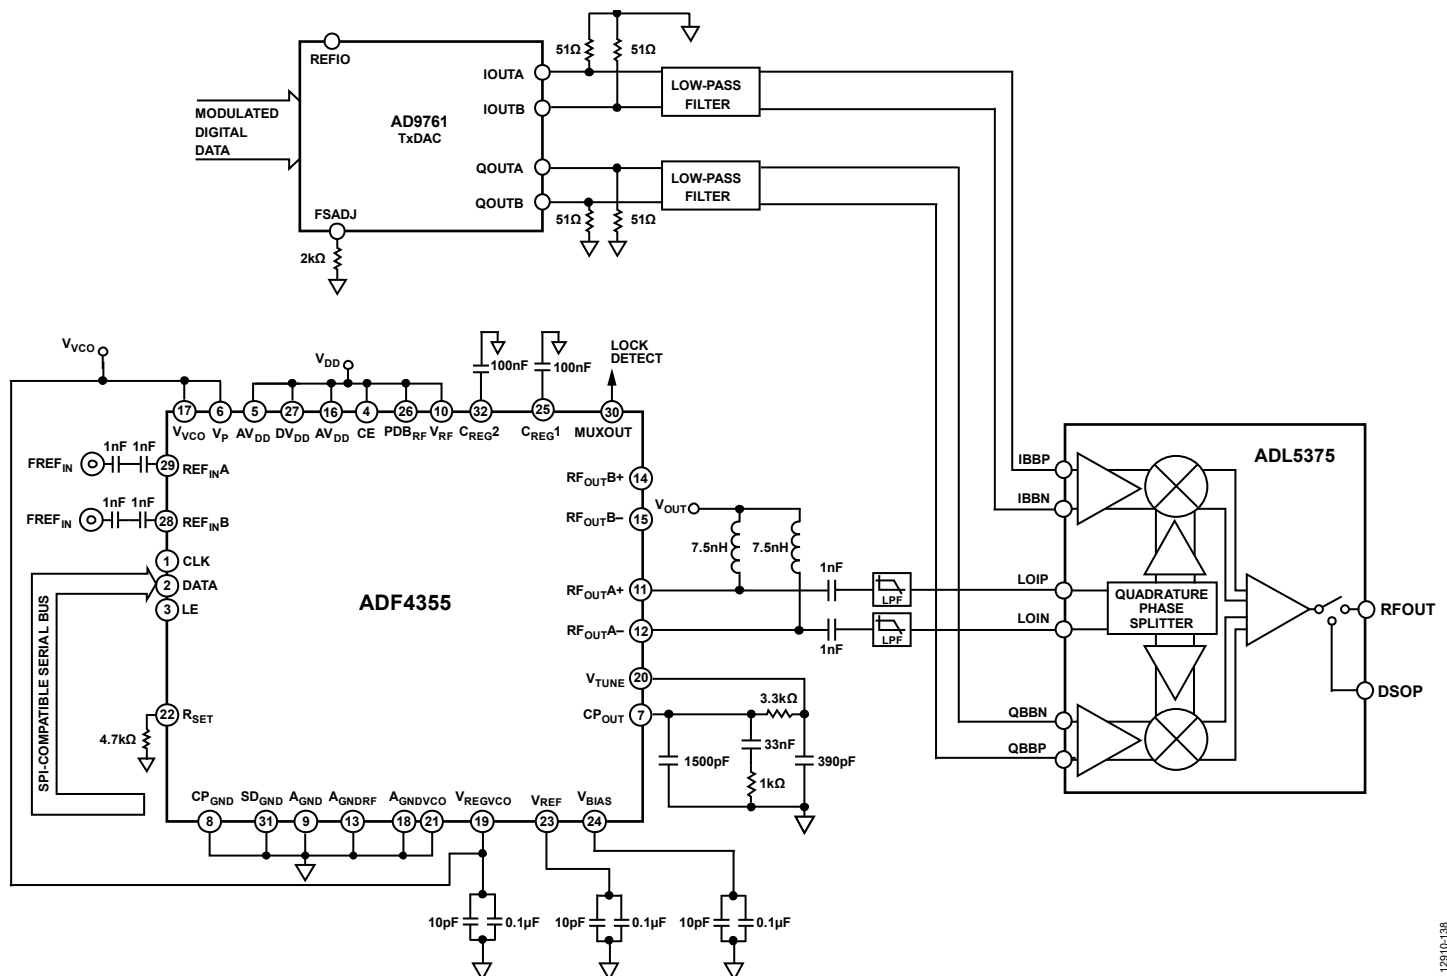 51Ω
51Ω
REFIO
IOUTA
IOUTB
QOUTA
QOUTB
AD9761
TxDAC
MODULATED
DIGITAL
DATA
LOW-PASS
FILTER
LOW-PASS
FILTER
51Ω
51Ω
FSADJ
2kΩ
VVCO
VDD
100nF
100nF
LOCK
DETECT
17
6
5
27
16
4
26
10
32
25
30
VVCO
VP
AVDD
DVDD
AVDD
CE
PDBRF
VRF
CREG2
CREG1
MUXOUT
FREFIN
1nF
1nF
29
REFINA
FREFIN
1nF
1nF
28
REFINB
1
CLK
2
DATA
3
LE
SPI-COMPATIBLE SERIAL BUS
22
RSET
4.7kΩ
ADF4355
RFOUTB+
14
RFOUTB–
15
VOUT
7.5nH
7.5nH
RFOUTA+
11
1nF
LPF
RFOUTA–
12
1nF
LPF
VTUNE
20
CPOUT
7
3.3kΩ
33nF
1500pF
390pF
1kΩ
CPGND
SDGND
AGND
AGNDRF
AGNDVCO
VREGVCO
VREF
VBIAS
8
31
9
13
18
21
19
23
24
10pF
0.1µF
10pF
0.1µF
10pF
0.1µF
ADL5375
IBBP
IBBN
LOIP
LOIN
QUADRATURE
PHASE
SPLITTER
QBBN
QBBP
RFOUT
DSOP
12910-138